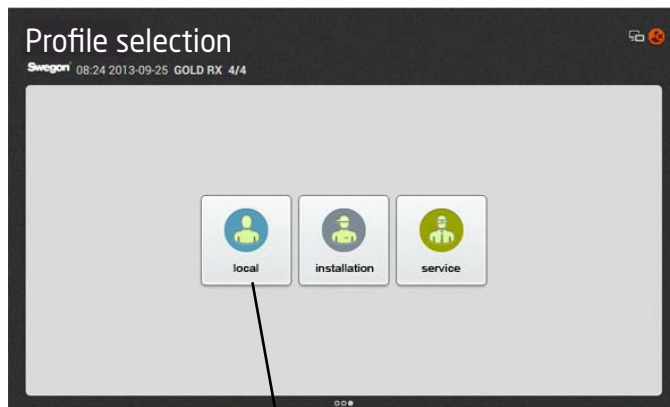 Profile selection
Swegon 08:24 2013-09-25 GOLD RX 4/4
local installation service